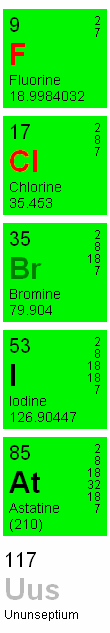 9
2
7
F
Fluorine
18.9984032
17
2
8
7
Cl
Chlorine
35.453
35
2
8
18
7
Br
Bromine
79.904
53
2
8
18
18
7
I
Iodine
126.90447
85
2
8
18
32
18
7
At
Astatine
(210)
117
Uus
Ununseptium